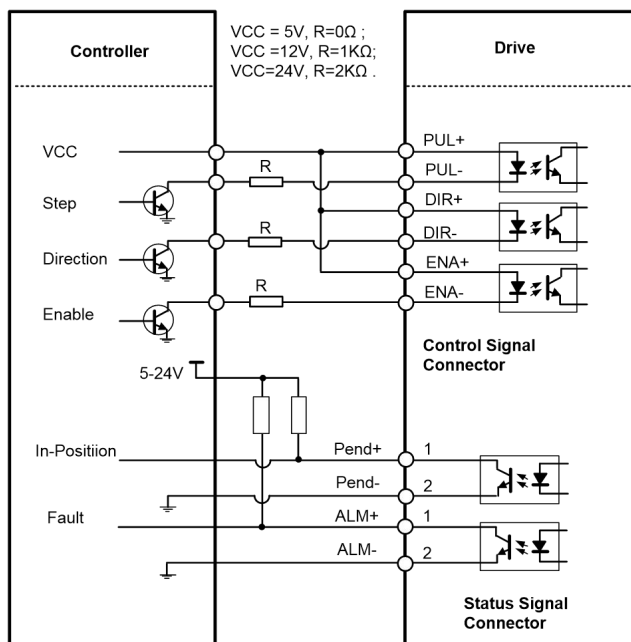 Controller
VCC = 5V, R=0Ω ;
VCC =12V, R=1KΩ;
VCC=24V, R=2KΩ .
Drive
VCC
PUL+
R
PUL-
Step
DIR+
R
DIR-
Direction
ENA+
R
ENA-
Enable
Control Signal
Connector
5-24V
In-Positiion
Pend+
1
Pend-
2
Fault
ALM+
1
ALM-
2
Status Signal
Connector